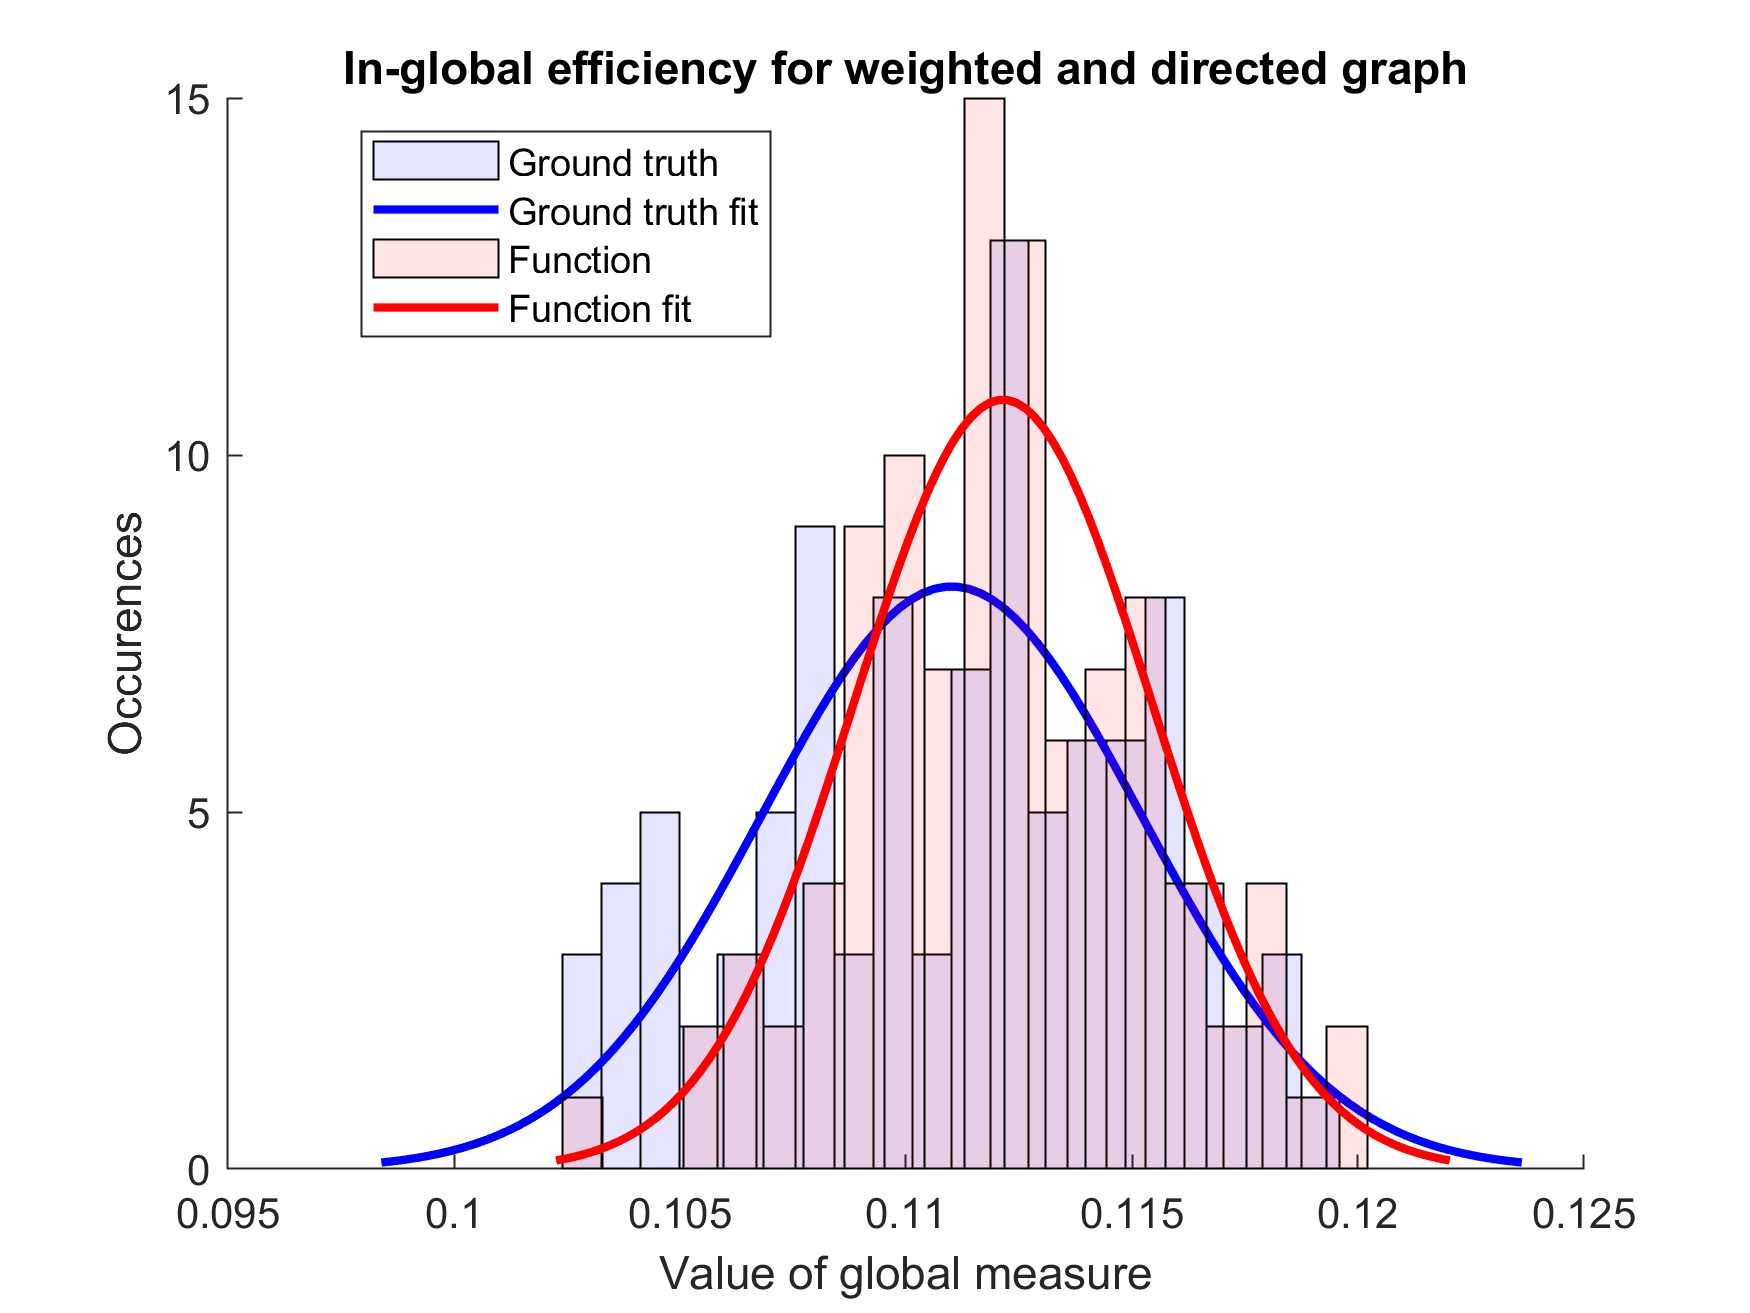 In-global efficiency for weighted and directed graph
15
10
5
0
Ground truth
Ground truth fit
Function
Function fit
Occurences
0.095 0.1 0.105 0.11 0.115 0.12 0.125
Value of global measure